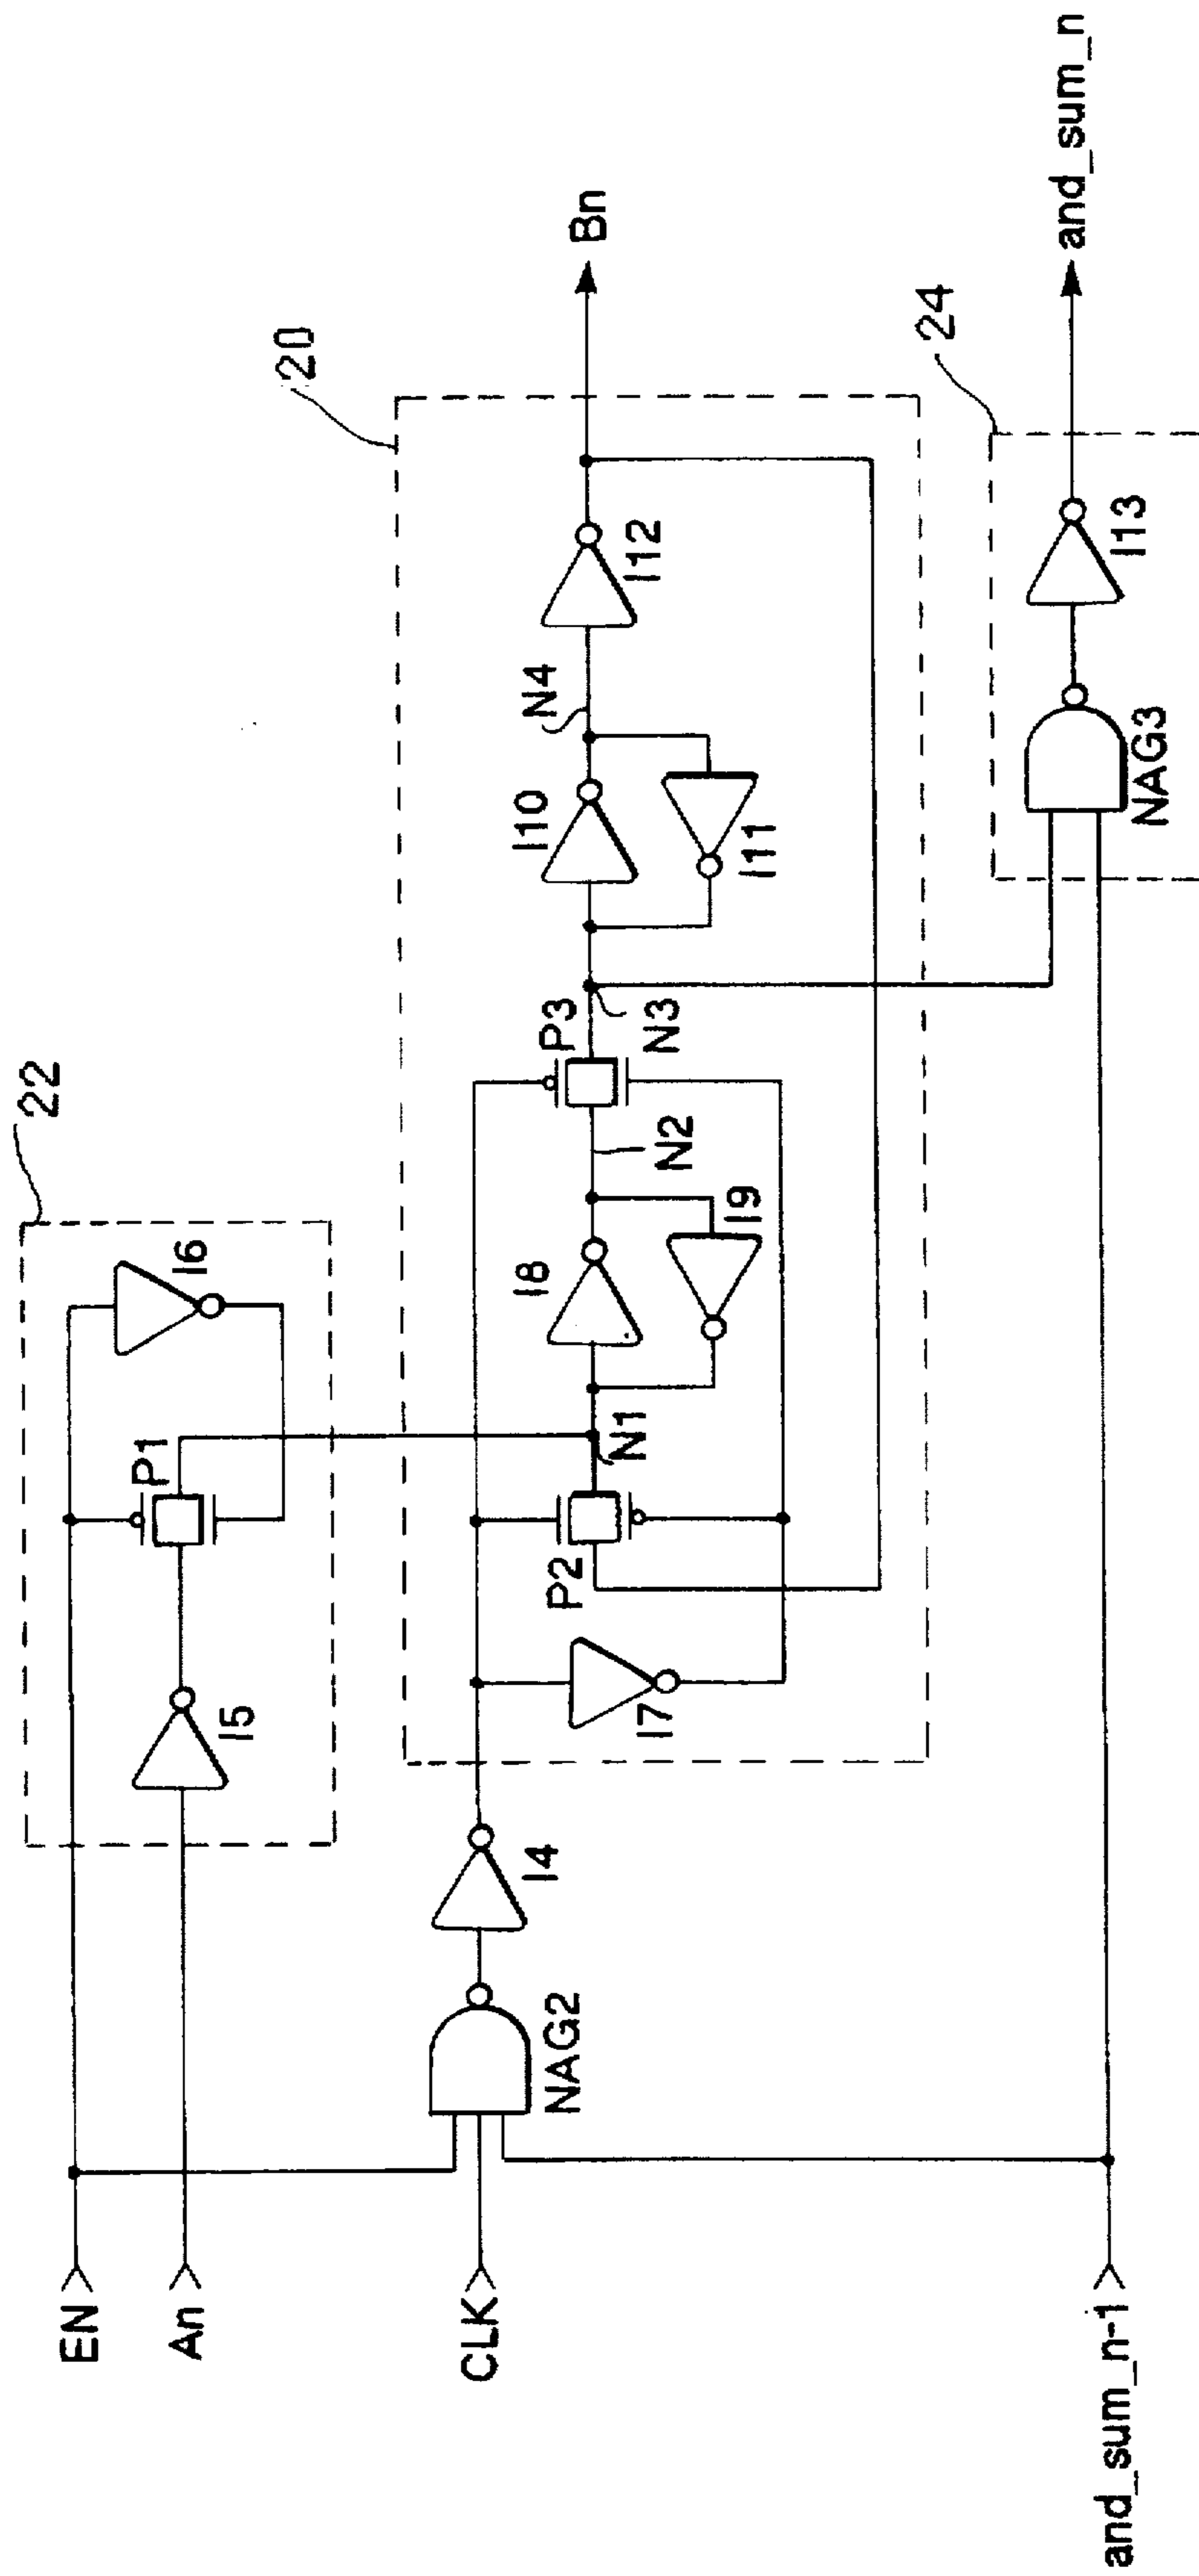 EN
An
CLK
and_sum_n-1
22
I5
P1
I6
20
NAG2
I4
I7
P2
N1
I8
I9
N2
P3
N3
I10
I11
N4
I12
Bn
24
NAG3
I13
and_sum_n